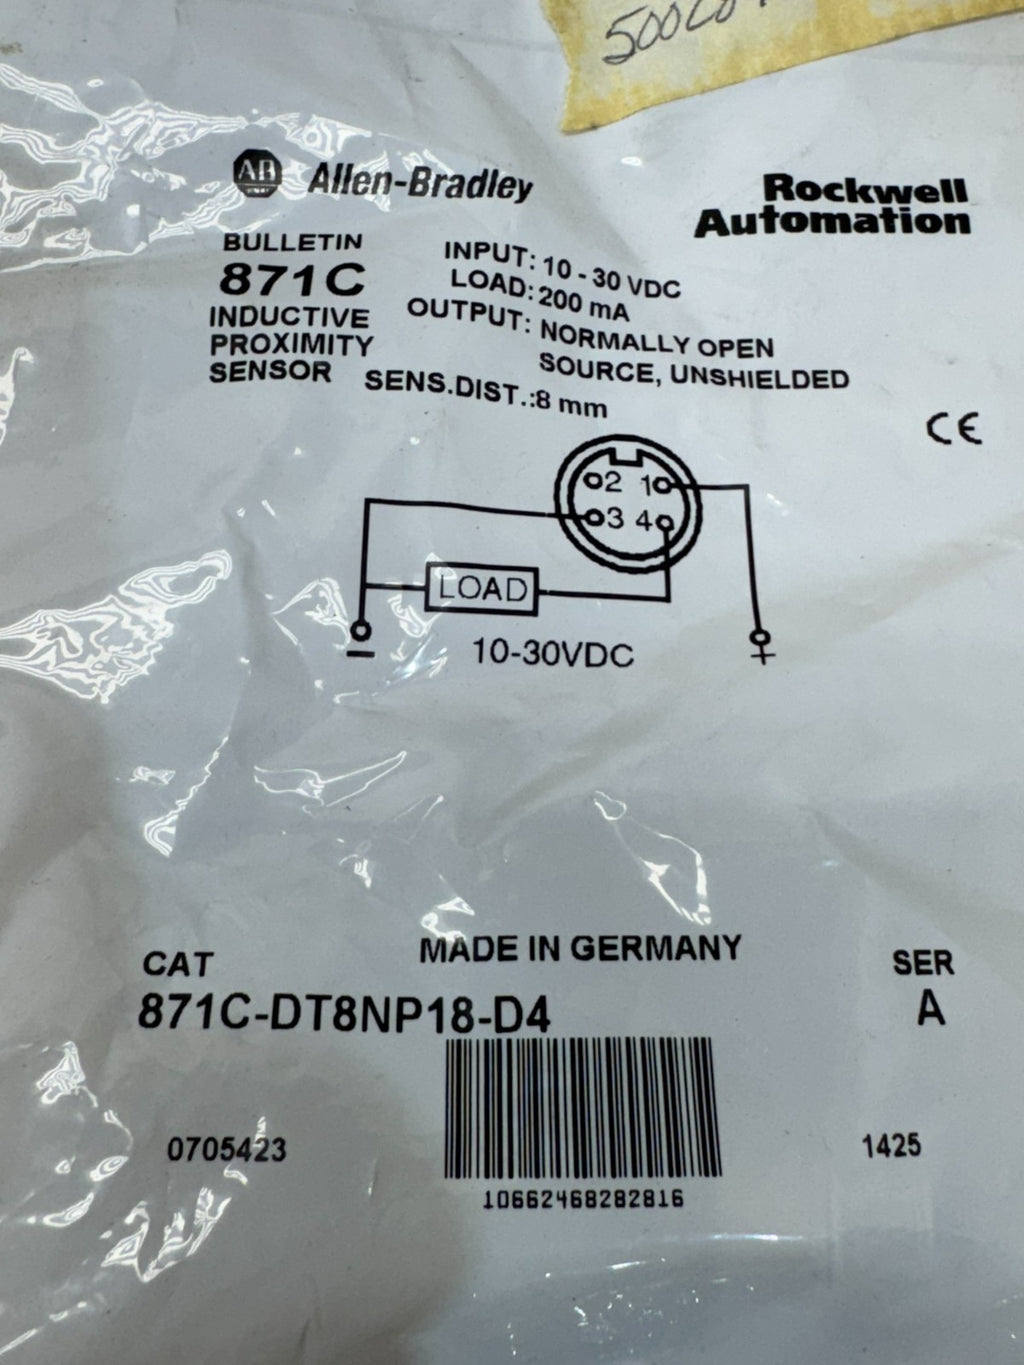 AB
Allen-Bradley
Rockwell
Automation
BULLETIN
871C
INDUCTIVE
PROXIMITY
SENSOR
INPUT: 10 - 30 VDC
LOAD: 200 mA
OUTPUT: NORMALLY OPEN
SOURCE, UNSHIELDED
SENS.DIST.:8 mm
CE
2 1
3 4
LOAD
10-30VDC
− +
MADE IN GERMANY
CAT
871C-DT8NP18-D4
SER
A
0705423
1425
10662468282816